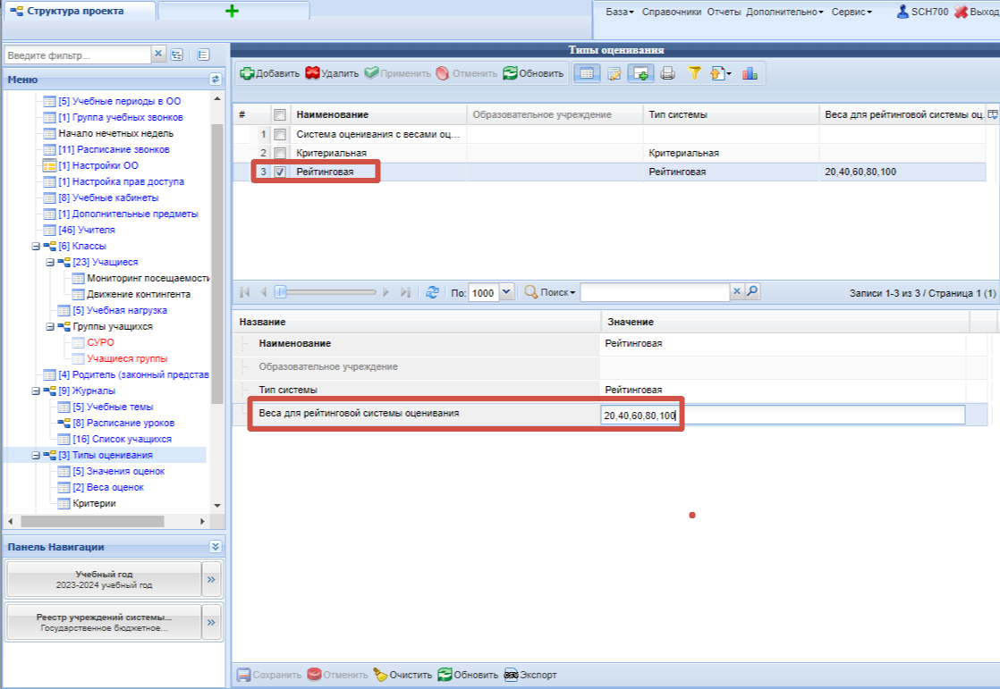 Структура проекта
База Справочники Отчеты Дополнительно Сервис SCH700 Выход
Введите фильтр...
Меню
[5] Учебные периоды в ОО
[1] Группа учебных звонков
Начало нечетных недель
[11] Расписание звонков
[1] Настройки ОО
[1] Настройка прав доступа
[8] Учебные кабинеты
[1] Дополнительные предметы
[46] Учителя
[6] Классы
[23] Учащиеся
Мониторинг посещаемости
Движение контингента
[5] Учебная нагрузка
Группы учащихся
СУРО
Учащиеся группы
[4] Родитель (законный представ
[9] Журналы
[5] Учебные темы
[8] Расписание уроков
[16] Список учащихся
[3] Типы оценивания
[5] Значения оценок
[2] Веса оценок
Критерии
Панель Навигации
Учебный год
2023-2024 учебный год
Реестр учреждений системы...
Государственное бюджетное...
Типы оценивания
Добавить Удалить Применить Отменить Обновить
# Наименование Образовательное учреждение Тип системы Веса для рейтинговой системы оц.
1 Система оценивания с весами оц...
2 Критериальная Критериальная
3 Рейтинговая Рейтинговая 20,40,60,80,100
По: 1000 Поиск Записи 1-3 из 3 / Страница 1 (1)
Название Значение
Наименование Рейтинговая
Образовательное учреждение
Тип системы Рейтинговая
Веса для рейтинговой системы оценивания 20,40,60,80,100
Сохранить Отменить Очистить Обновить Экспорт